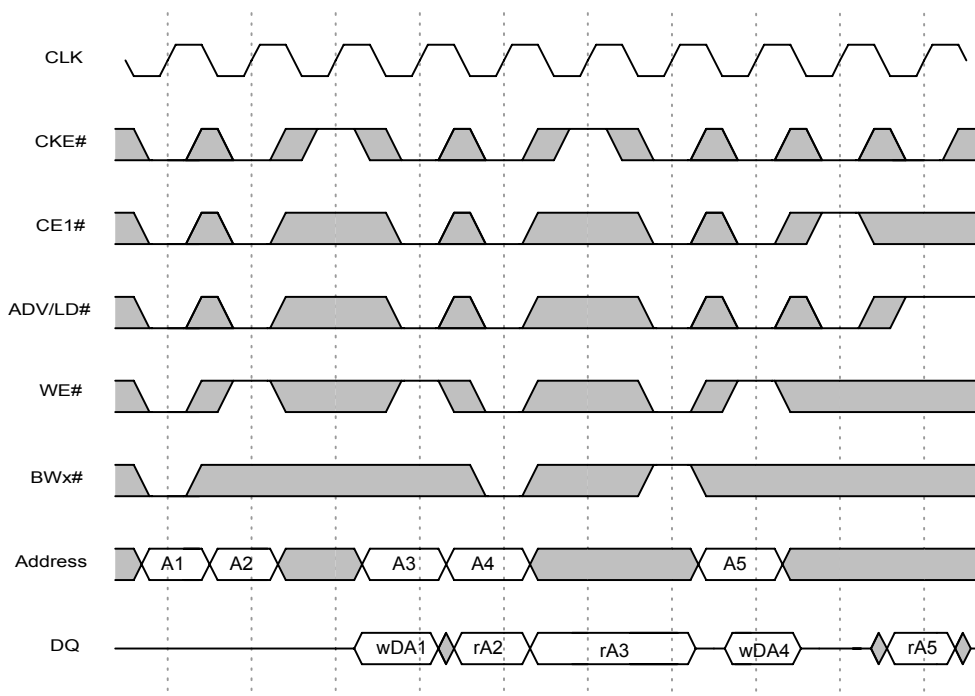 CLK
CKE#
CE1#
ADV/LD#
WE#
BWx#
Address A1 A2 A3 A4 A5
DQ wDA1 rA2 rA3 wDA4 rA5